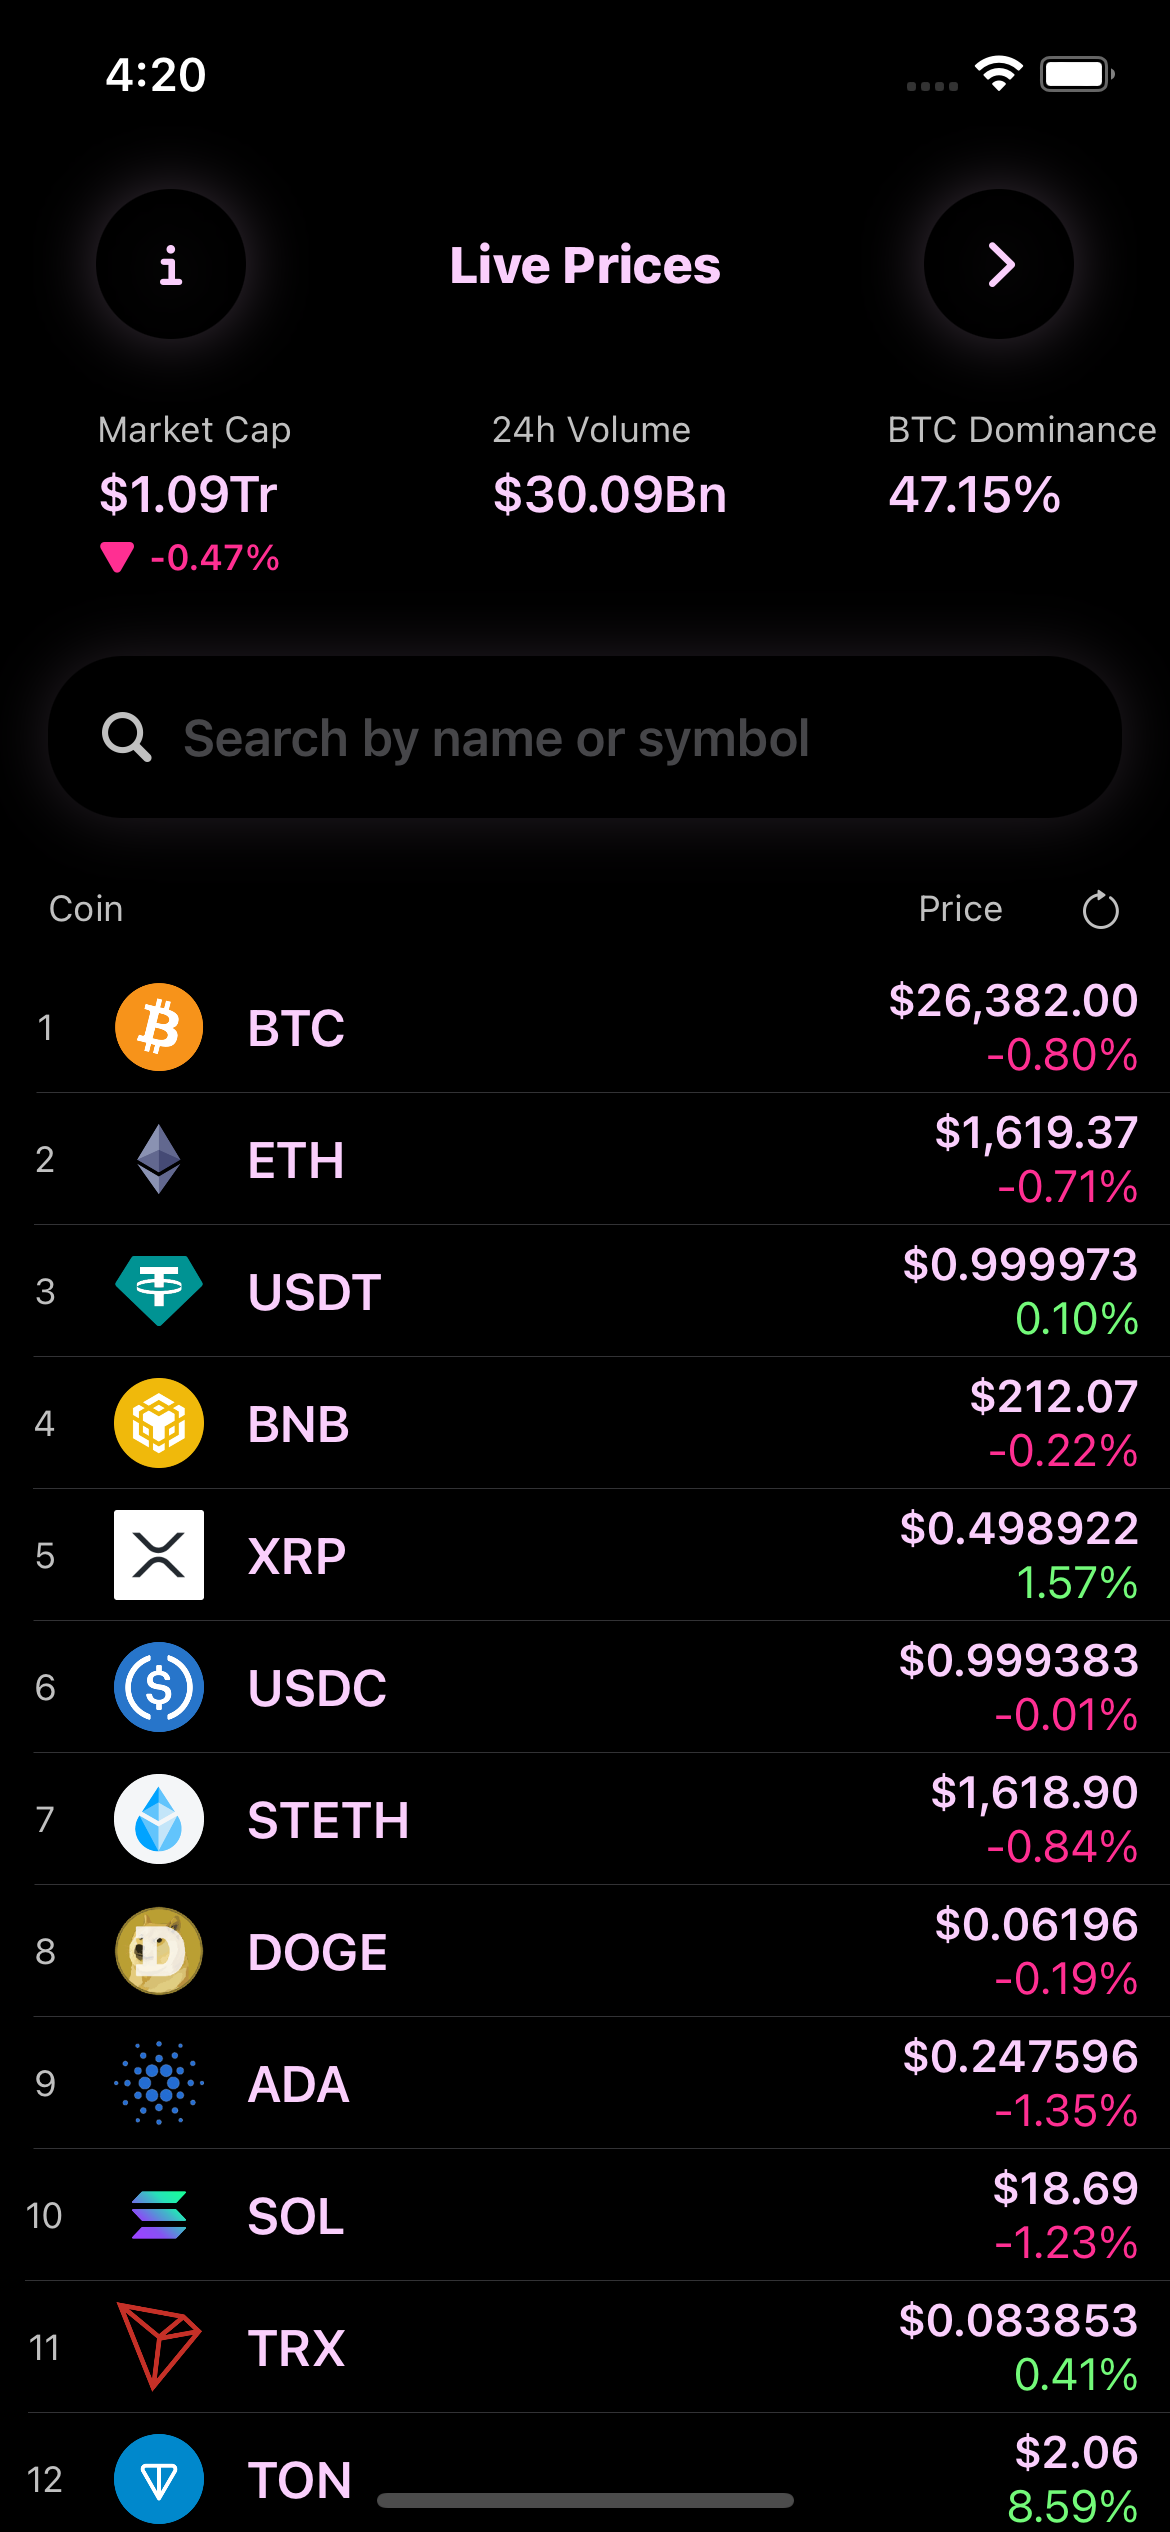 4:20
i
Live Prices
Market Cap
24h Volume
BTC Dominance
$1.09Tr
$30.09Bn
47.15%
-0.47%
Search by name or symbol
Coin
Price
1
BTC
$26,382.00
-0.80%
2
ETH
$1,619.37
-0.71%
3
USDT
$0.999973
0.10%
4
BNB
$212.07
-0.22%
5
XRP
$0.498922
1.57%
6
USDC
$0.999383
-0.01%
7
STETH
$1,618.90
-0.84%
8
DOGE
$0.06196
-0.19%
9
ADA
$0.247596
-1.35%
10
SOL
$18.69
-1.23%
11
TRX
$0.083853
0.41%
12
TON
$2.06
8.59%